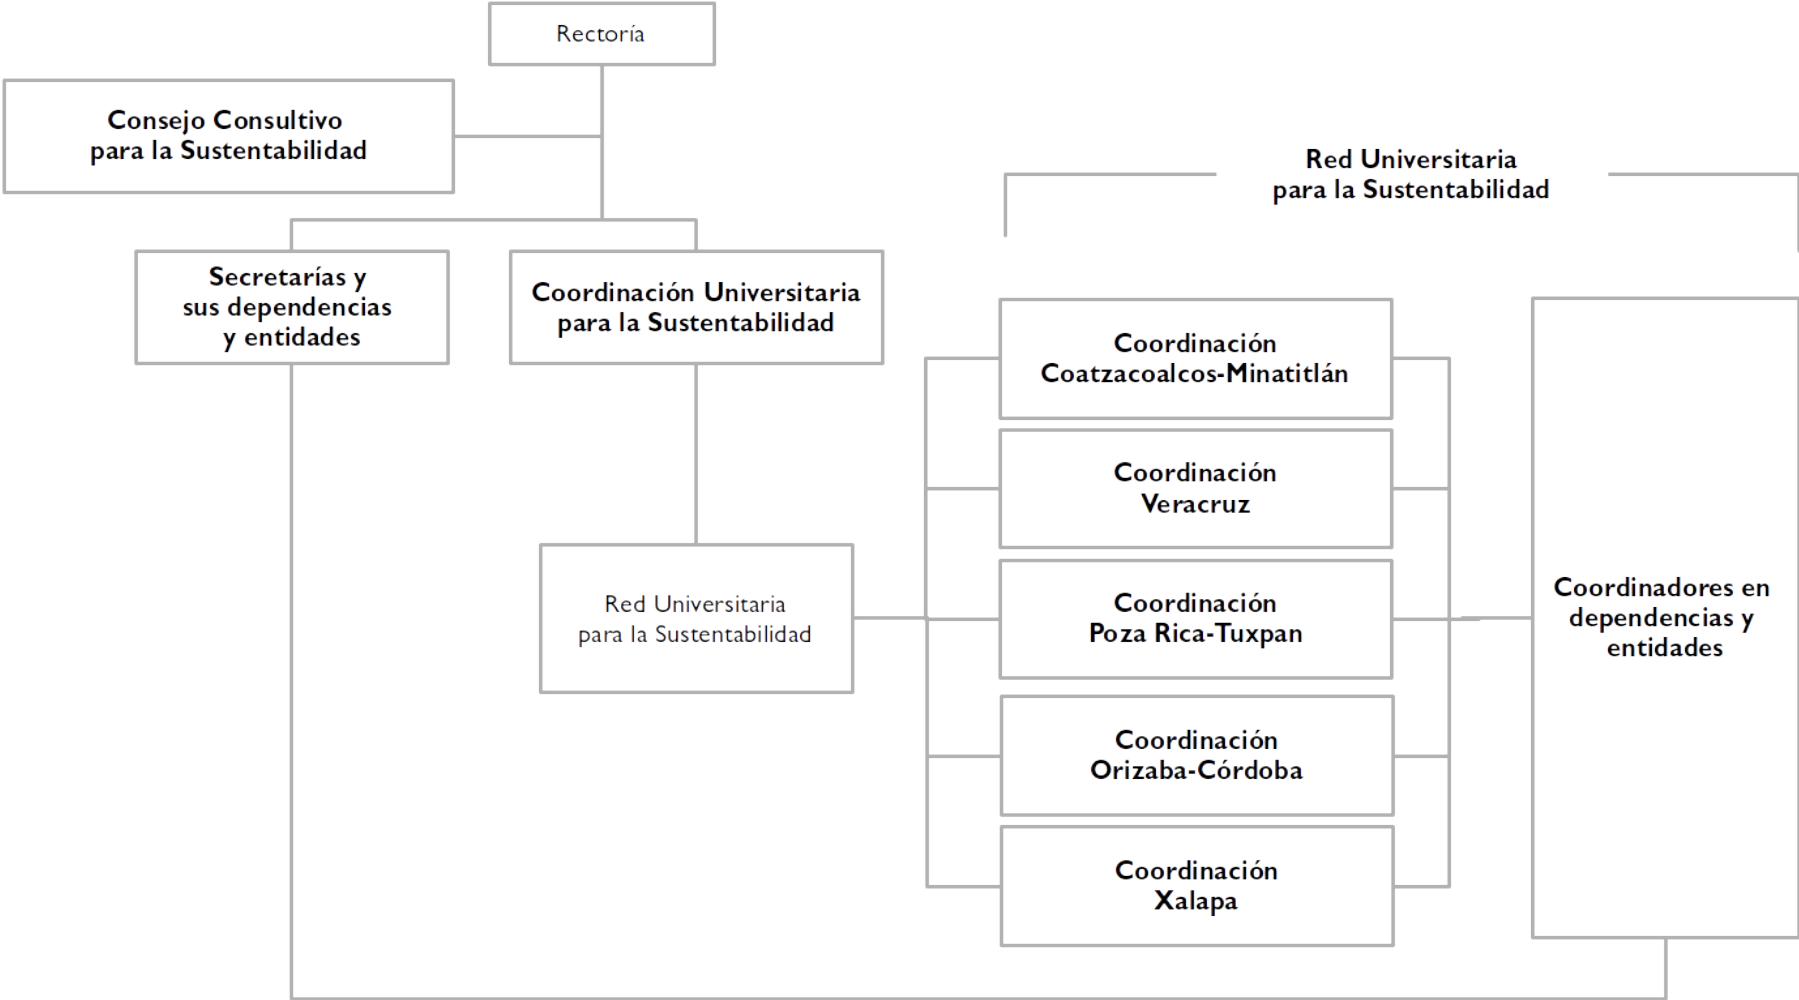 Rectoría
Consejo Consultivo
para la Sustentabilidad
Red Universitaria
para la Sustentabilidad
Secretarías y
sus dependencias
y entidades
Coordinación Universitaria
para la Sustentabilidad
Coordinación
Coatzacoalcos-Minatitlán
Coordinación
Veracruz
Red Universitaria
para la Sustentabilidad
Coordinación
Poza Rica-Tuxpan
Coordinadores en
dependencias y
entidades
Coordinación
Orizaba-Córdoba
Coordinación
Xalapa